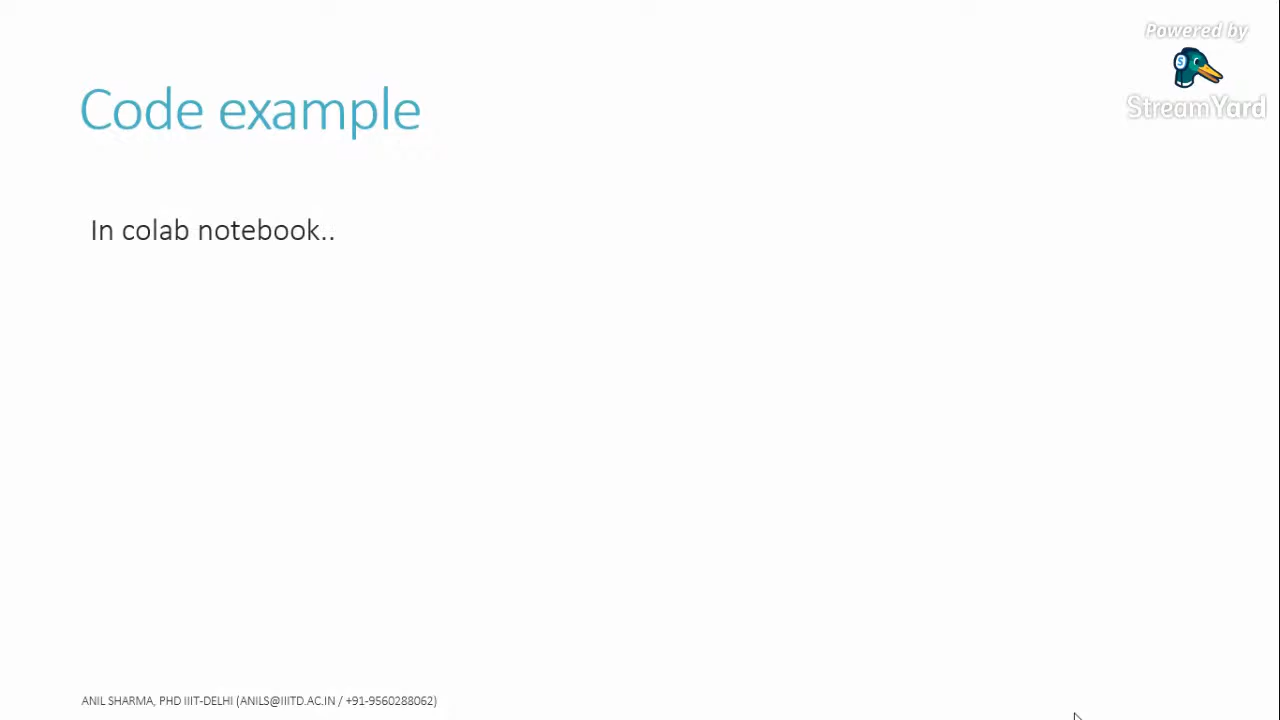 Powered by
StreamYard
Code example
In colab notebook..
ANIL SHARMA, PHD IIIT-DELHI (ANILS@IIITD.AC.IN / +91-9560288062)